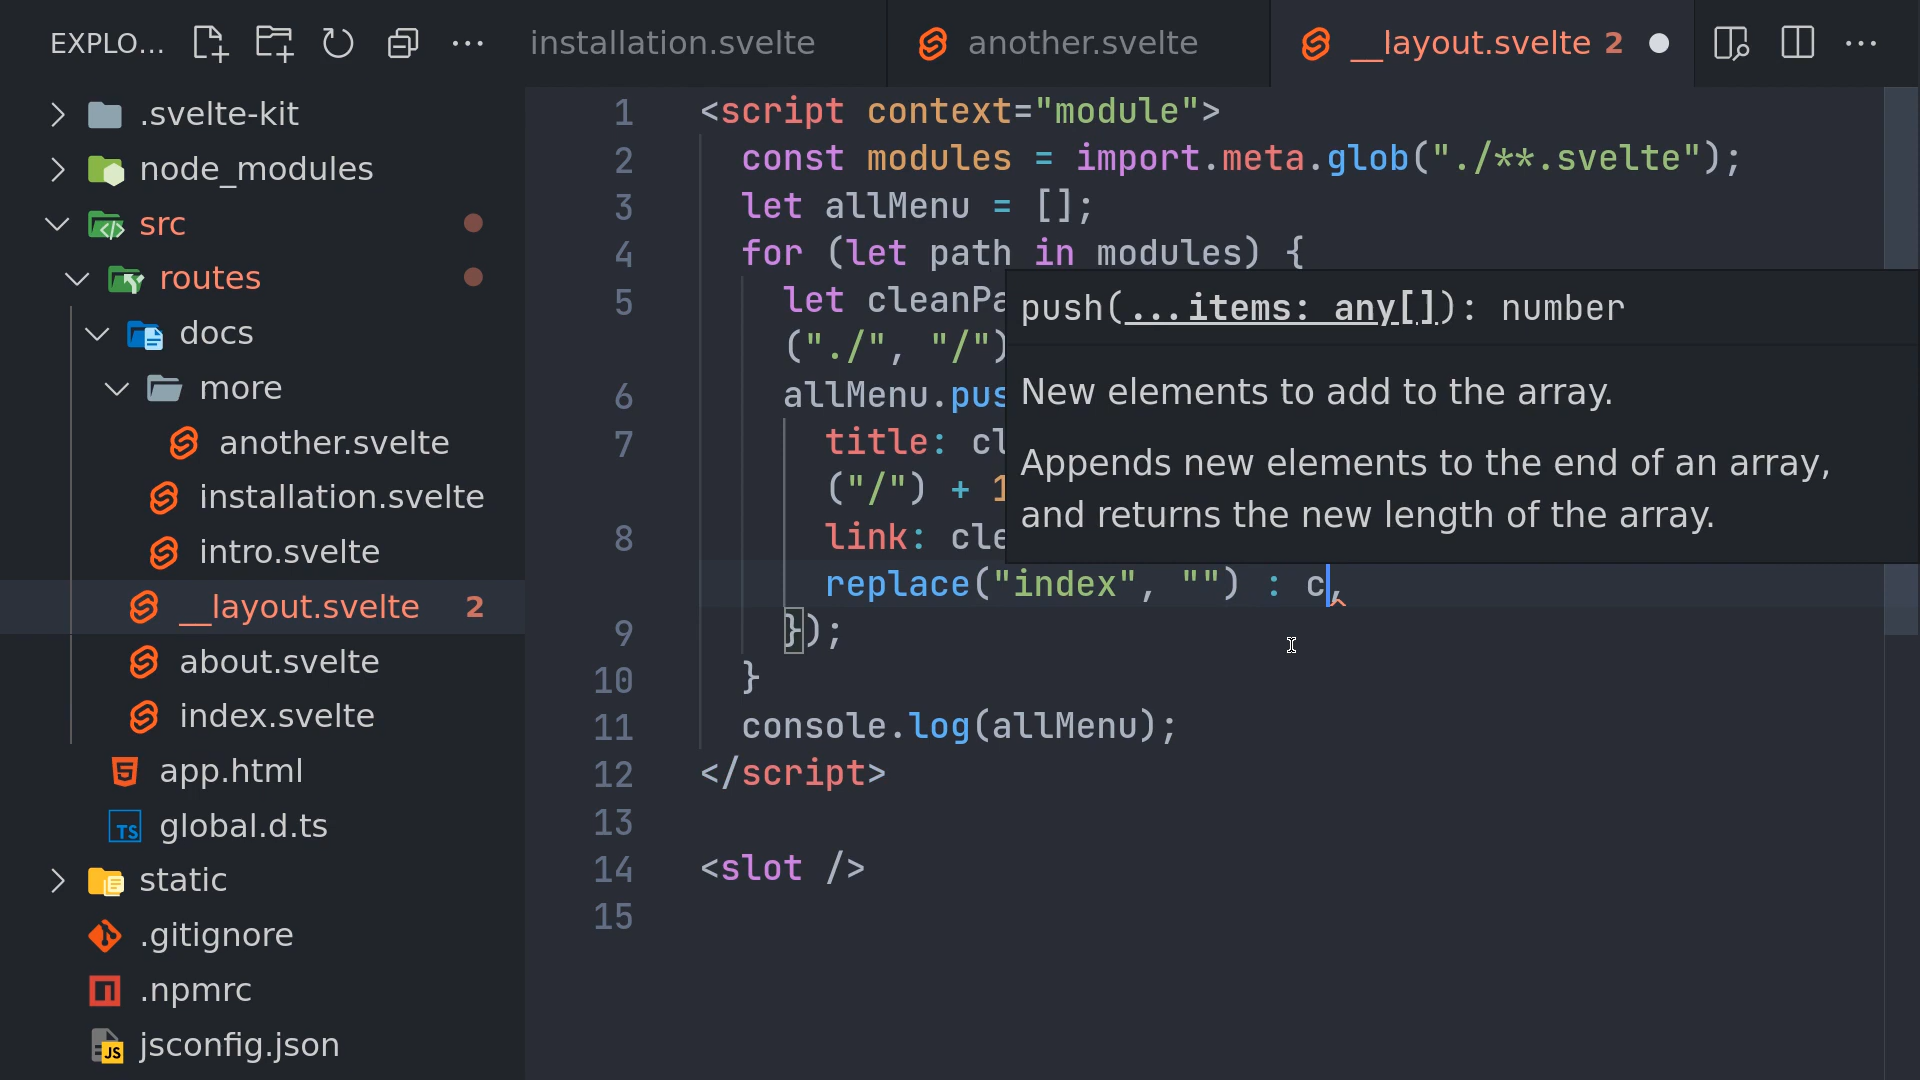 EXPLO...
installation.svelte
another.svelte
__layout.svelte 2
.svelte-kit
node_modules
src
routes
docs
more
another.svelte
installation.svelte
intro.svelte
__layout.svelte 2
about.svelte
index.svelte
app.html
TS global.d.ts
static
.gitignore
.npmrc
JS jsconfig.json
1 <script context="module">
2 const modules = import.meta.glob("./**.svelte");
3 let allMenu = [];
4 for (let path in modules) {
5 let cleanPa
("./", "/")
6 allMenu.pus
7 title: cl
("/") + 1
8 link: cle
replace("index", "") : c,
9 });
10 }
11 console.log(allMenu);
12 </script>
13
14 <slot />
15
push(...items: any[]): number
New elements to add to the array.
Appends new elements to the end of an array,
and returns the new length of the array.